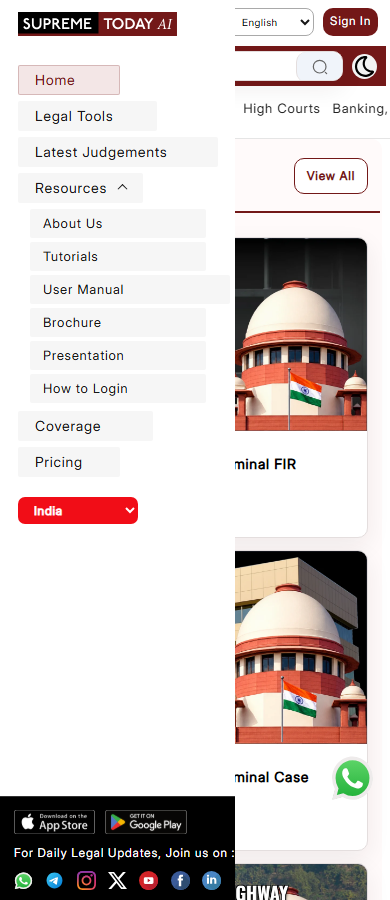 SUPREME TODAY AI
English
Sign In
Home
Legal Tools
High Courts Banking,
Latest Judgements
Resources
View All
About Us
Tutorials
User Manual
Brochure
Presentation
How to Login
Coverage
Pricing
minal FIR
India
minal Case
Download on the
App Store
GET IT ON
Google Play
For Daily Legal Updates, Join us on :
GHWAY